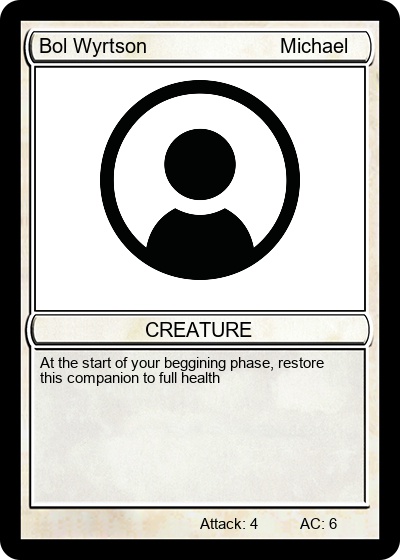 Bol Wyrtson Michael
CREATURE
At the start of your beggining phase, restore
this companion to full health
Attack: 4 AC: 6